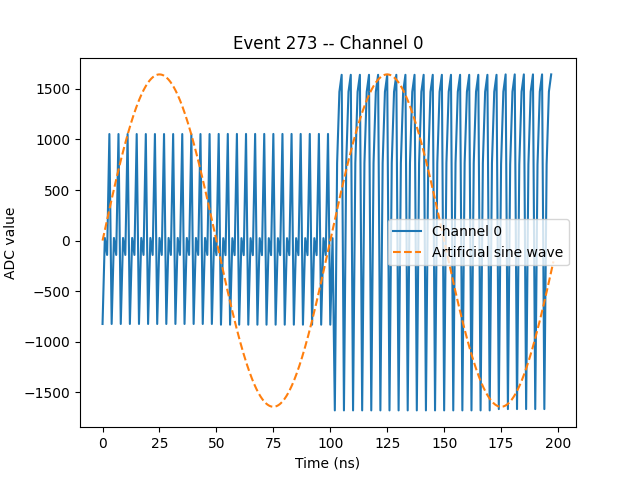 Event 273 -- Channel 0
ADC value
1500
1000
500
0
−500
−1000
−1500
Channel 0
Artificial sine wave
0 25 50 75 100 125 150 175 200
Time (ns)